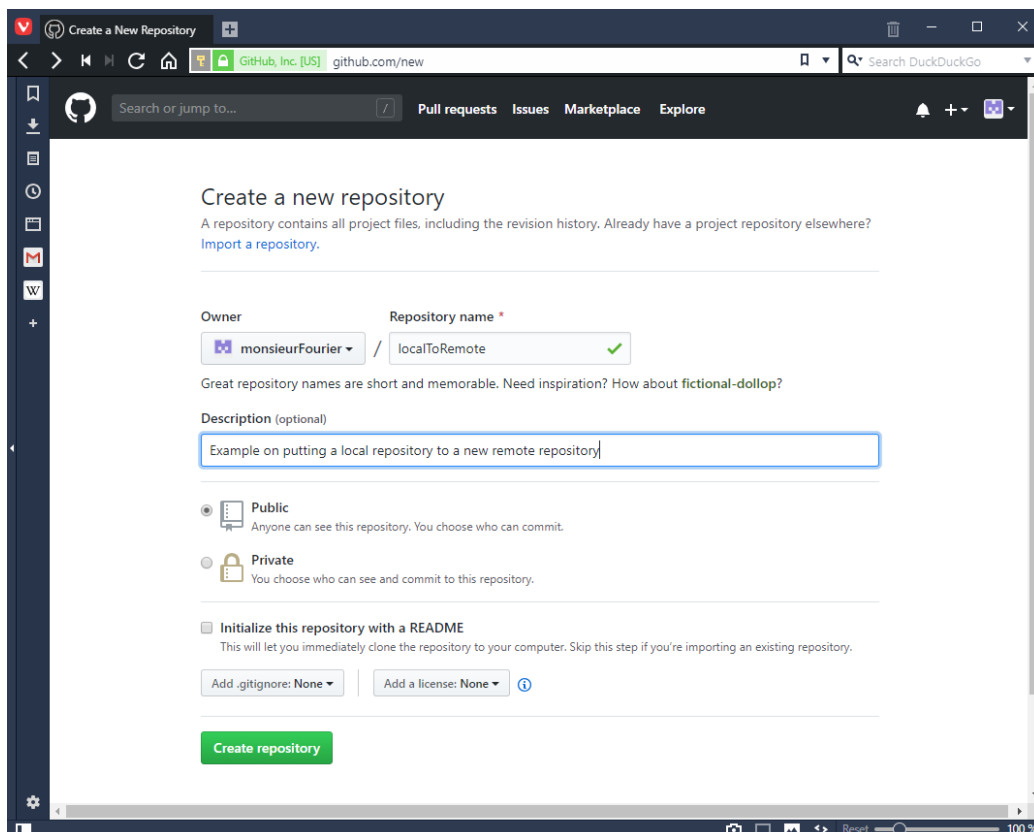 Create a New Repository
GitHub, Inc. [US] github.com/new
Search DuckDuckGo
Search or jump to... / Pull requests Issues Marketplace Explore
Create a new repository
A repository contains all project files, including the revision history. Already have a project repository elsewhere?
Import a repository.
Owner Repository name *
monsieurFourier / localToRemote
Great repository names are short and memorable. Need inspiration? How about fictional-dollop?
Description (optional)
Example on putting a local repository to a new remote repository
Public
Anyone can see this repository. You choose who can commit.
Private
You choose who can see and commit to this repository.
Initialize this repository with a README
This will let you immediately clone the repository to your computer. Skip this step if you're importing an existing repository.
Add .gitignore: None Add a license: None
Create repository
Reset 100 %